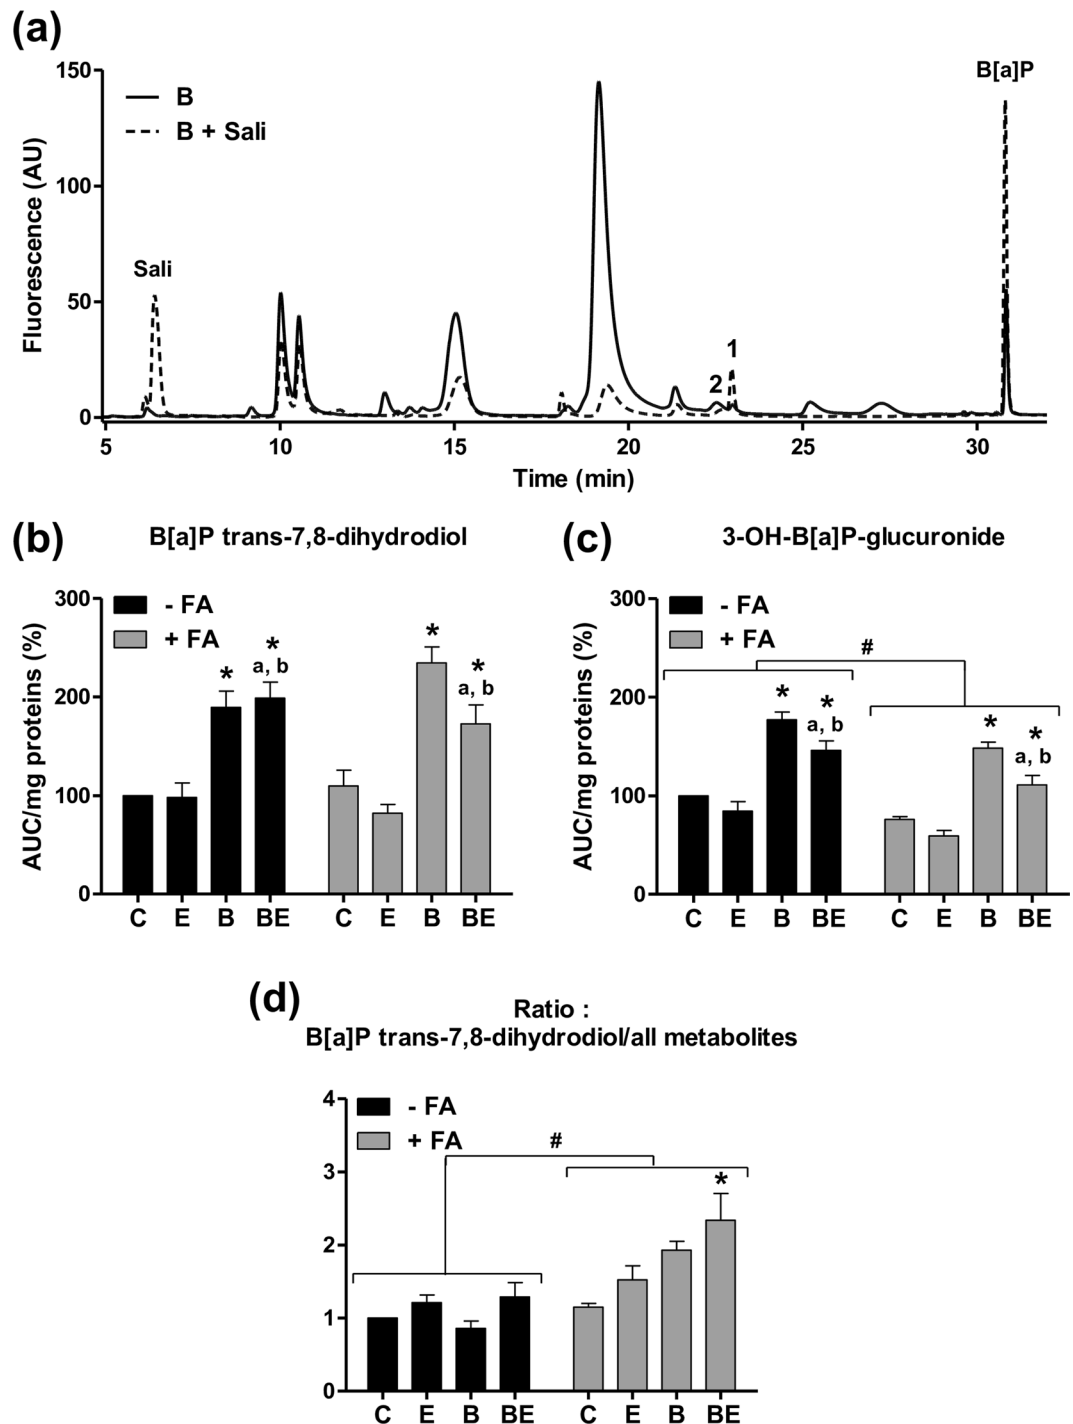 (a)
B[a]P
150
B
B + Sali
100
Fluorescence (AU)
Sali
50
1
2
0
5 10 15 20 25 30
Time (min)
(b) B[a]P trans-7,8-dihydrodiol
300
- FA
+ FA
AUC/mg proteins (%)
* * * *
a, b a, b
200
100
0
C E B BE C E B BE
(c) 3-OH-B[a]P-glucuronide
300
- FA
+ FA
#
AUC/mg proteins (%)
200
* * * *
a, b a, b
100
0
C E B BE C E B BE
(d) Ratio :
B[a]P trans-7,8-dihydrodiol/all metabolites
4
- FA
+ FA
#
3
*
2
1
0
C E B BE C E B BE